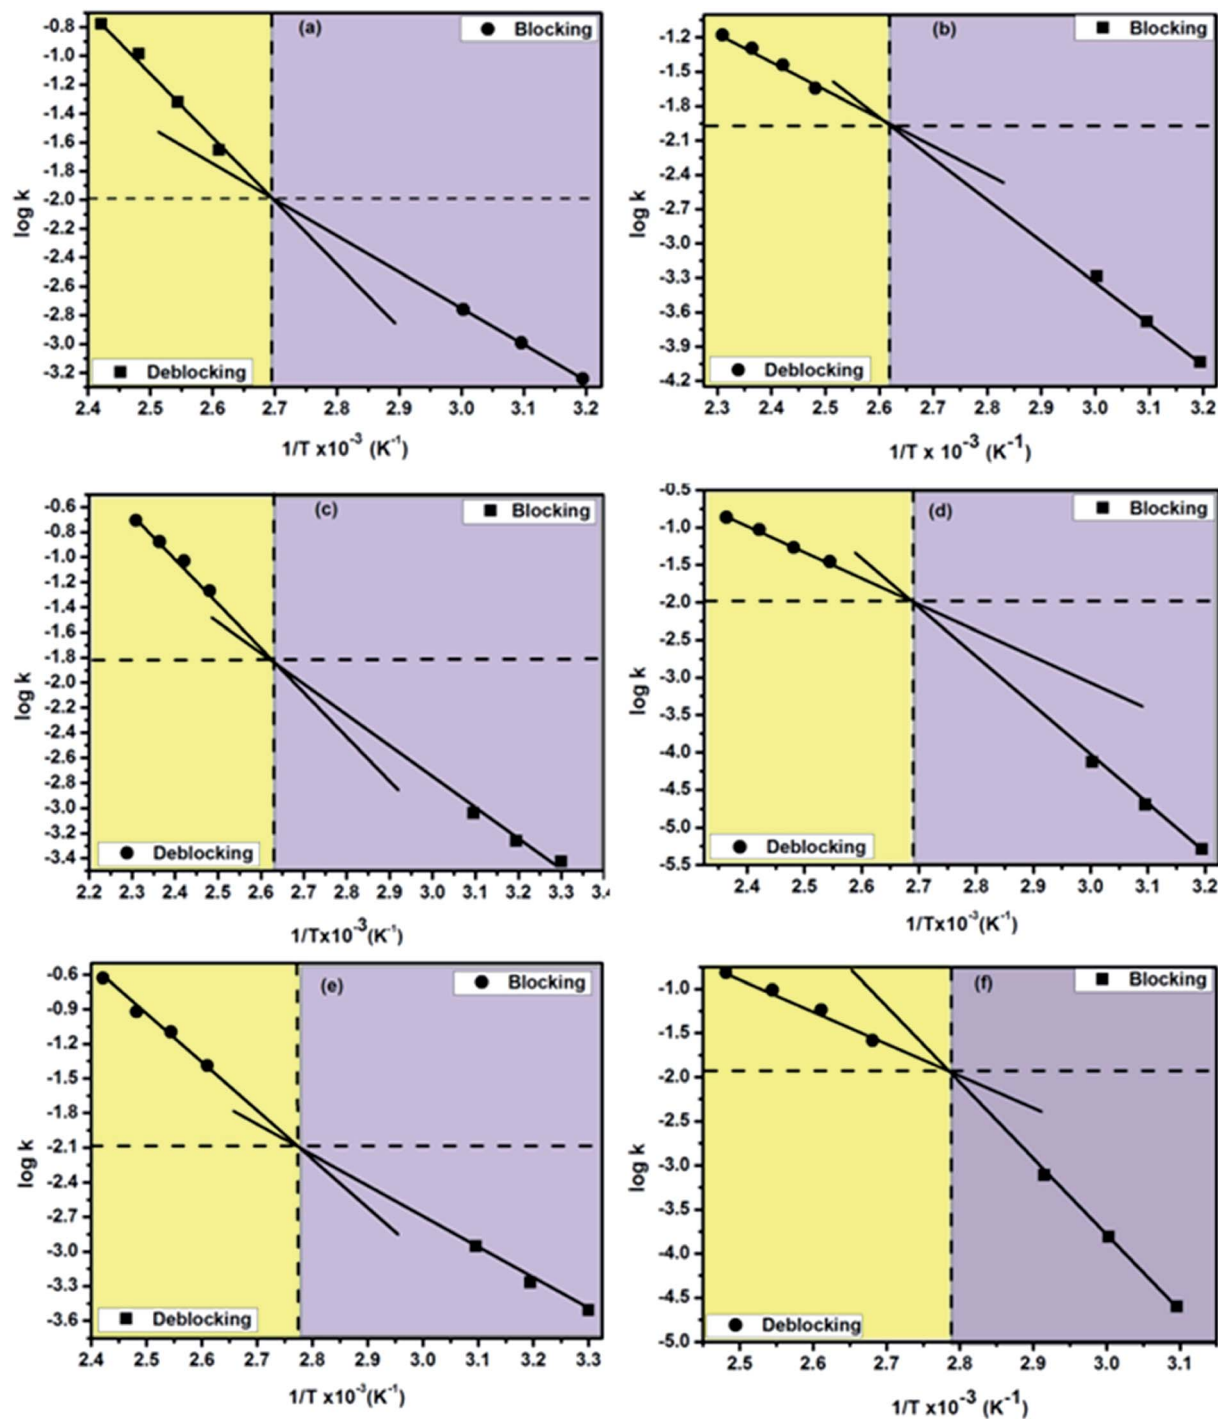 (a)
Blocking
-0.8
-1.0
-1.2
-1.4
-1.6
-1.8
-2.0
-2.2
-2.4
-2.6
-2.8
-3.0
-3.2
log k
Deblocking
2.4 2.5 2.6 2.7 2.8 2.9 3.0 3.1 3.2
1/T x10⁻³ (K⁻¹)
(b)
Blocking
-1.2
-1.5
-1.8
-2.1
-2.4
-2.7
-3.0
-3.3
-3.6
-3.9
-4.2
log k
Deblocking
2.3 2.4 2.5 2.6 2.7 2.8 2.9 3.0 3.1 3.2
1/T x 10⁻³ (K⁻¹)
(c)
Blocking
-0.6
-0.8
-1.0
-1.2
-1.4
-1.6
-1.8
-2.0
-2.2
-2.4
-2.6
-2.8
-3.0
-3.2
-3.4
log k
Deblocking
2.2 2.3 2.4 2.5 2.6 2.7 2.8 2.9 3.0 3.1 3.2 3.3 3.4
1/Tx10⁻³(K⁻¹)
(d)
Blocking
-0.5
-1.0
-1.5
-2.0
-2.5
-3.0
-3.5
-4.0
-4.5
-5.0
-5.5
log k
Deblocking
2.4 2.5 2.6 2.7 2.8 2.9 3.0 3.1 3.2
1/Tx10⁻³(K⁻¹)
(e)
Blocking
-0.6
-0.9
-1.2
-1.5
-1.8
-2.1
-2.4
-2.7
-3.0
-3.3
-3.6
log k
Deblocking
2.4 2.5 2.6 2.7 2.8 2.9 3.0 3.1 3.2 3.3
1/T x10⁻³(K⁻¹)
(f)
Blocking
-1.0
-1.5
-2.0
-2.5
-3.0
-3.5
-4.0
-4.5
-5.0
log k
Deblocking
2.5 2.6 2.7 2.8 2.9 3.0 3.1
1/T x10⁻³ (K⁻¹)